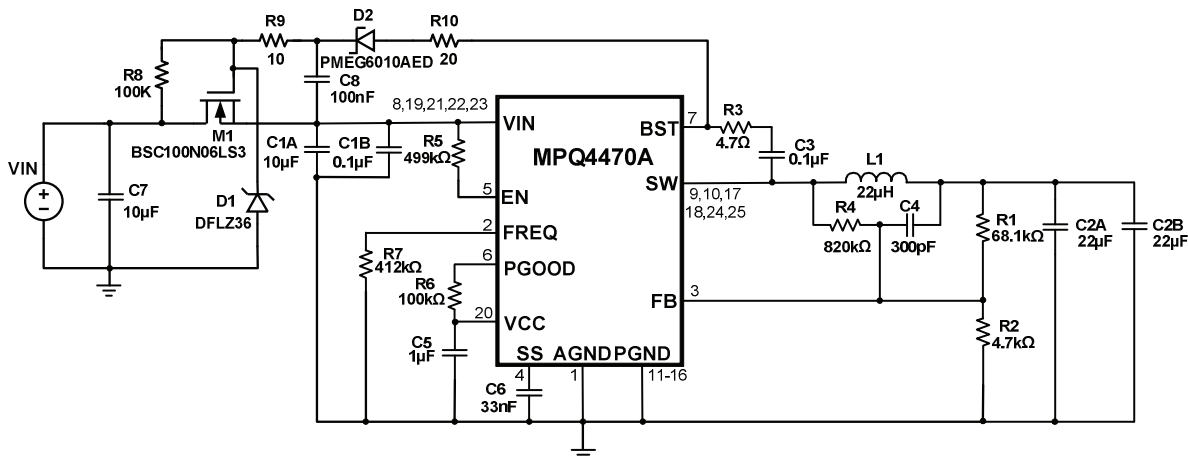 D2
R9
R10
10
PMEG6010AED
20
R8
100K
C8
100nF
8,19,21,22,23
M1
BSC100N06LS3
C1A
10µF
C1B
0.1µF
R5
499kΩ
VIN
BST
7
R3
4.7Ω
C3
0.1µF
MPQ4470A
L1
22µH
VIN
C7
10µF
D1
DFLZ36
5
EN
SW
9,10,17
18,24,25
R4
820kΩ
C4
300pF
R1
68.1kΩ
C2A
22µF
C2B
22µF
2
FREQ
R7
412kΩ
6
PGOOD
R6
100kΩ
FB
3
20
VCC
R2
4.7kΩ
C5
1µF
SS
AGND
PGND
4
1
11-16
C6
33nF